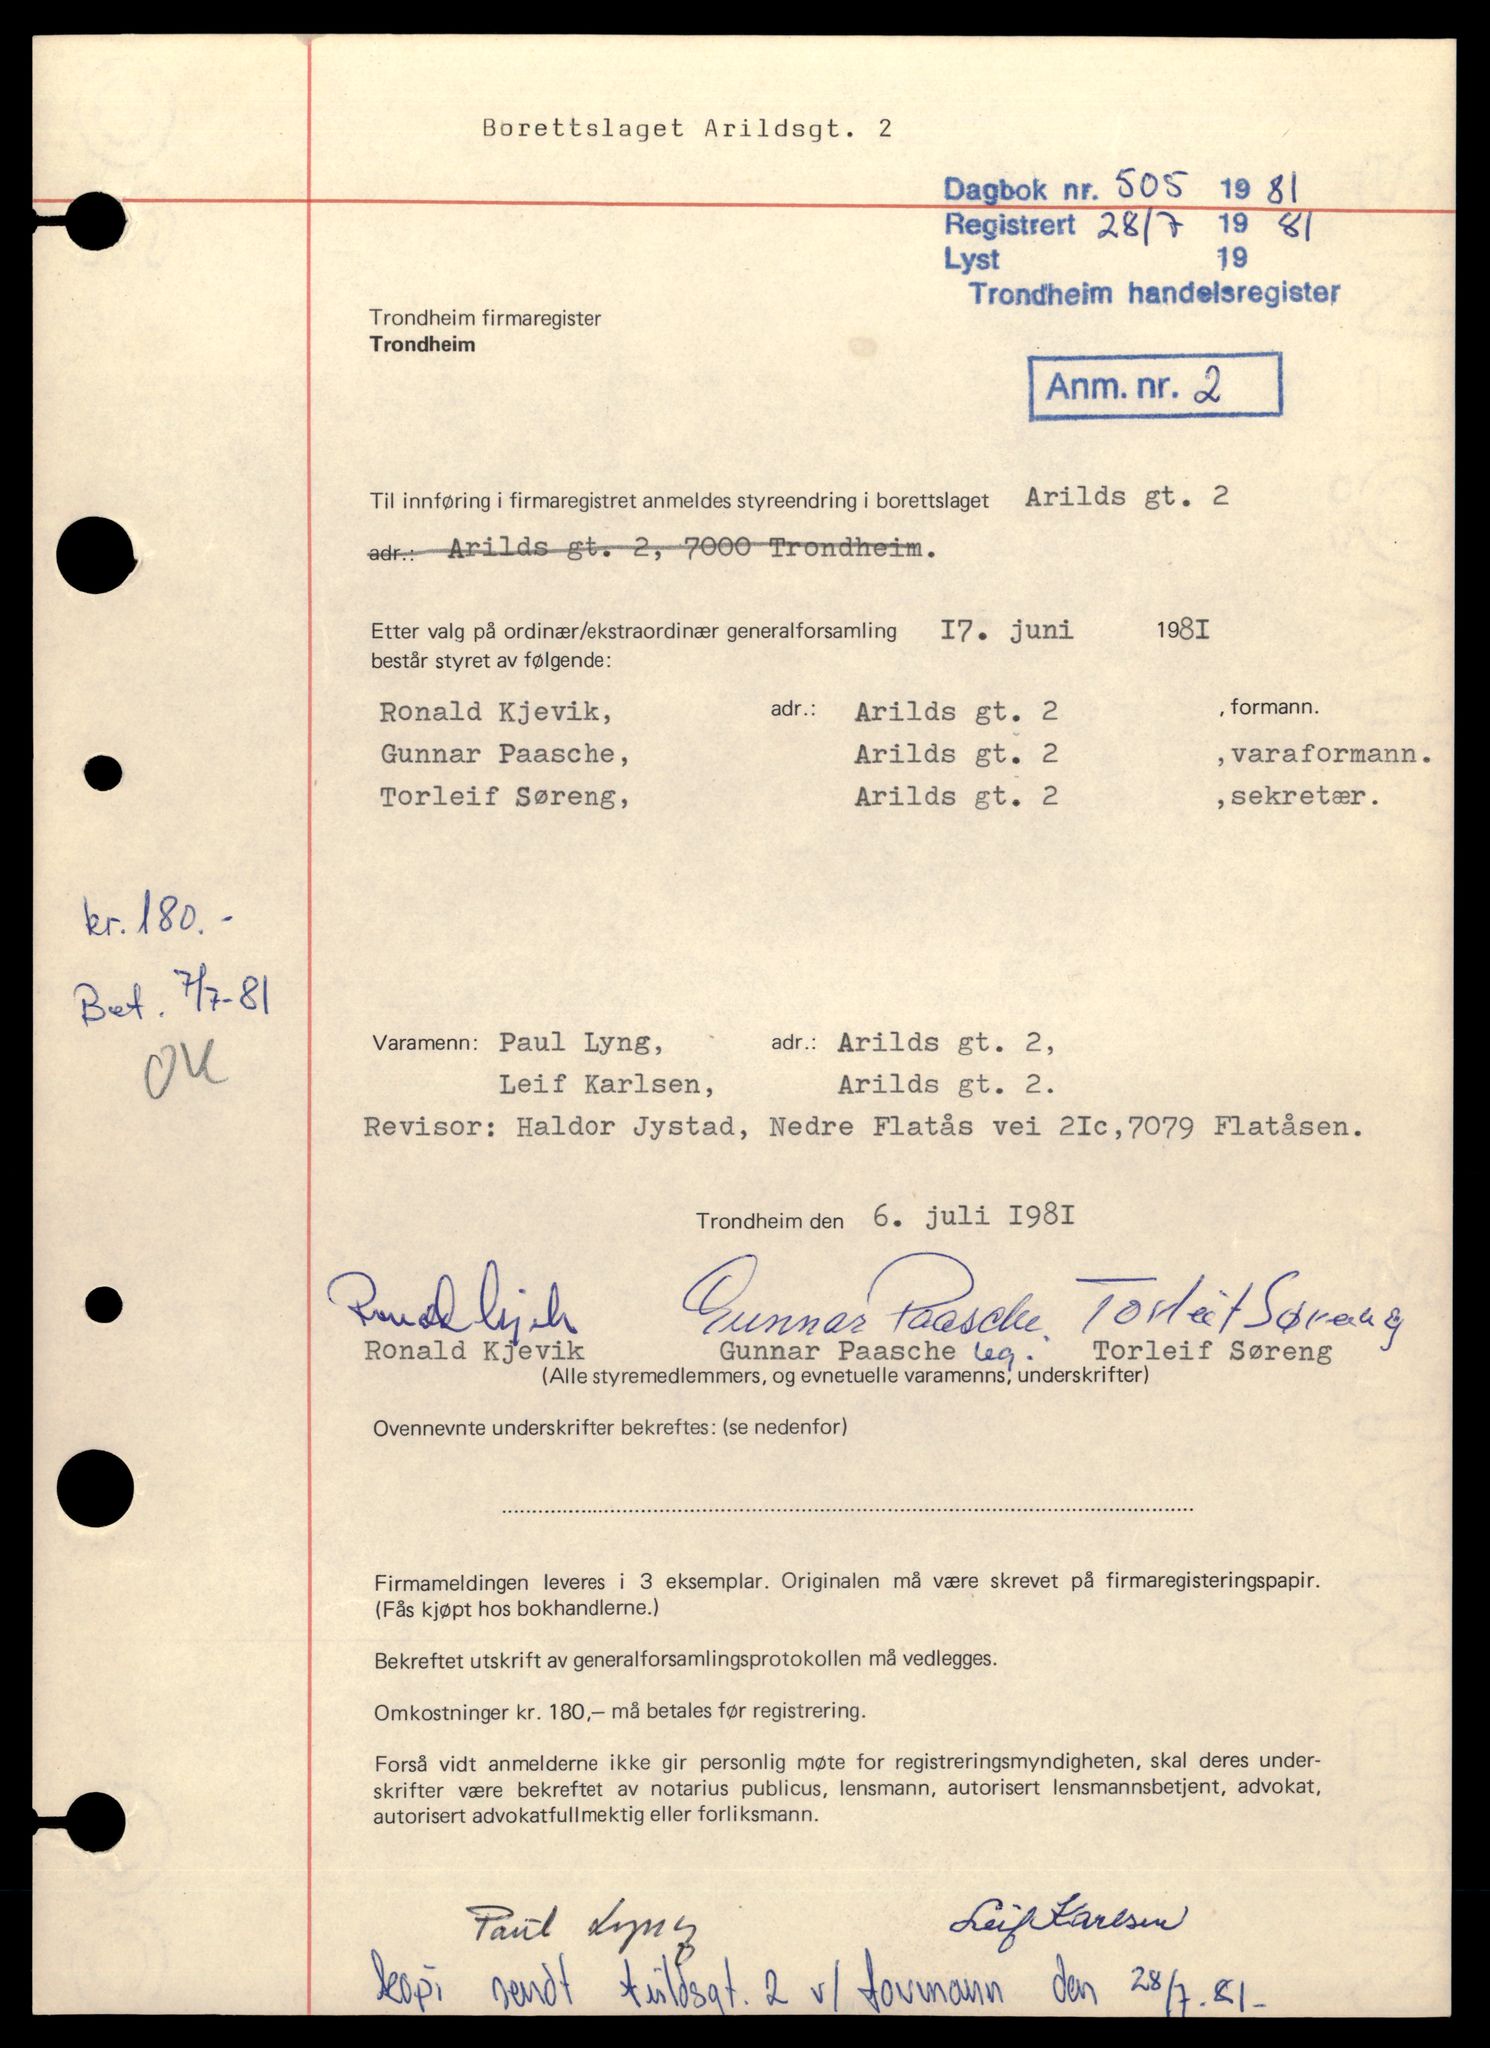 Borettslaget Arildsgt. 2
Dagbok nr. 505 19 81
Registrert 28/7 19 81
Lyst 19
Trondheim handelsregister
Trondheim firmaregister
Trondheim
Anm. nr. 2
Til innføring i firmaregistret anmeldes styreendring i borettslaget Arilds gt. 2
adr.: Arilds gt. 2, 7000 Trondheim.
Etter valg på ordinær/ekstraordinær generalforsamling I7. juni 198I
består styret av følgende:
Ronald Kjevik, adr.: Arilds gt. 2 , formann.
Gunnar Paasche, Arilds gt. 2 , varaformann.
Torleif Søreng, Arilds gt. 2 , sekretær.
kr. 180.-
Bet. 7/7-81
OK
Varamenn: Paul Lyng, adr.: Arilds gt. 2,
Leif Karlsen, Arilds gt. 2.
Revisor: Haldor Jystad, Nedre Flatås vei 2Ic,7079 Flatåsen.
Trondheim den 6. juli I98I
Ronald Kjevik Gunnar Paasche Torleif Søreng
Ronald Kjevik Gunnar Paasche Leg. Torleif Søreng
(Alle styremedlemmers, og evnetuelle varamenns, underskrifter)
Ovennevnte underskrifter bekreftes: (se nedenfor)
Firmameldingen leveres i 3 eksemplar. Originalen må være skrevet på firmaregisteringspapir.
(Fås kjøpt hos bokhandlerne.)
Bekreftet utskrift av generalforsamlingsprotokollen må vedlegges.
Omkostninger kr. 180,– må betales før registrering.
Forså vidt anmelderne ikke gir personlig møte for registreringsmyndigheten, skal deres under-
skrifter være bekreftet av notarius publicus, lensmann, autorisert lensmannsbetjent, advokat,
autorisert advokatfullmektig eller forliksmann.
Paul Lyng Leif Karlsen
kopi sendt Arildsgt. 2 v/ formann den 28/7-81-